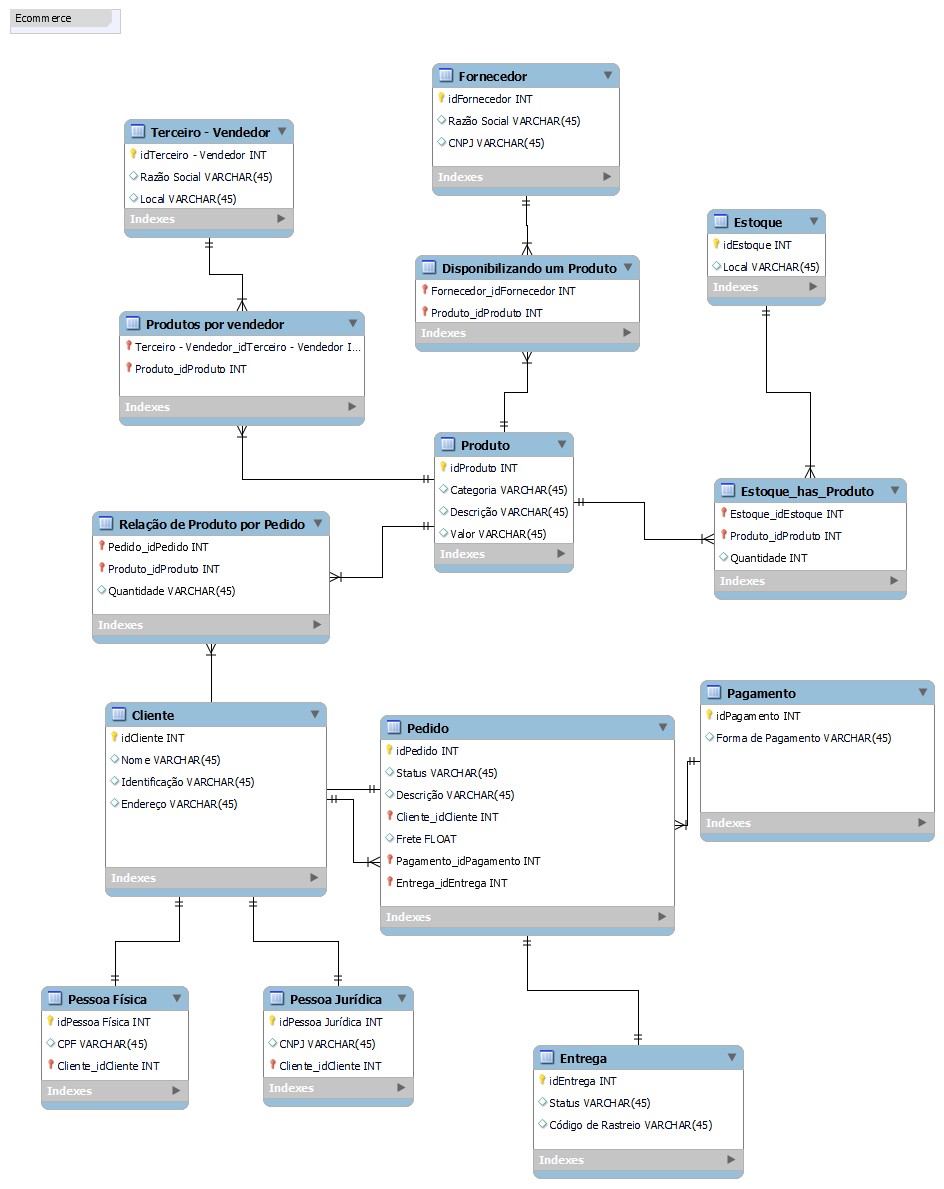 Ecommerce
Fornecedor
idFornecedor INT
Razão Social VARCHAR(45)
CNPJ VARCHAR(45)
Indexes
Terceiro - Vendedor
idTerceiro - Vendedor INT
Razão Social VARCHAR(45)
Local VARCHAR(45)
Indexes
Estoque
idEstoque INT
Local VARCHAR(45)
Indexes
Disponibilizando um Produto
Fornecedor_idFornecedor INT
Produto_idProduto INT
Indexes
Produtos por vendedor
Terceiro - Vendedor_idTerceiro - Vendedor I...
Produto_idProduto INT
Indexes
Produto
idProduto INT
Categoria VARCHAR(45)
Descrição VARCHAR(45)
Valor VARCHAR(45)
Indexes
Estoque_has_Produto
Estoque_idEstoque INT
Produto_idProduto INT
Quantidade INT
Indexes
Relação de Produto por Pedido
Pedido_idPedido INT
Produto_idProduto INT
Quantidade VARCHAR(45)
Indexes
Cliente
idCliente INT
Nome VARCHAR(45)
Identificação VARCHAR(45)
Endereço VARCHAR(45)
Indexes
Pedido
idPedido INT
Status VARCHAR(45)
Descrição VARCHAR(45)
Cliente_idCliente INT
Frete FLOAT
Pagamento_idPagamento INT
Entrega_idEntrega INT
Indexes
Pagamento
idPagamento INT
Forma de Pagamento VARCHAR(45)
Indexes
Pessoa Física
idPessoa Física INT
CPF VARCHAR(45)
Cliente_idCliente INT
Indexes
Pessoa Jurídica
idPessoa Jurídica INT
CNPJ VARCHAR(45)
Cliente_idCliente INT
Indexes
Entrega
idEntrega INT
Status VARCHAR(45)
Código de Rastreio VARCHAR(45)
Indexes